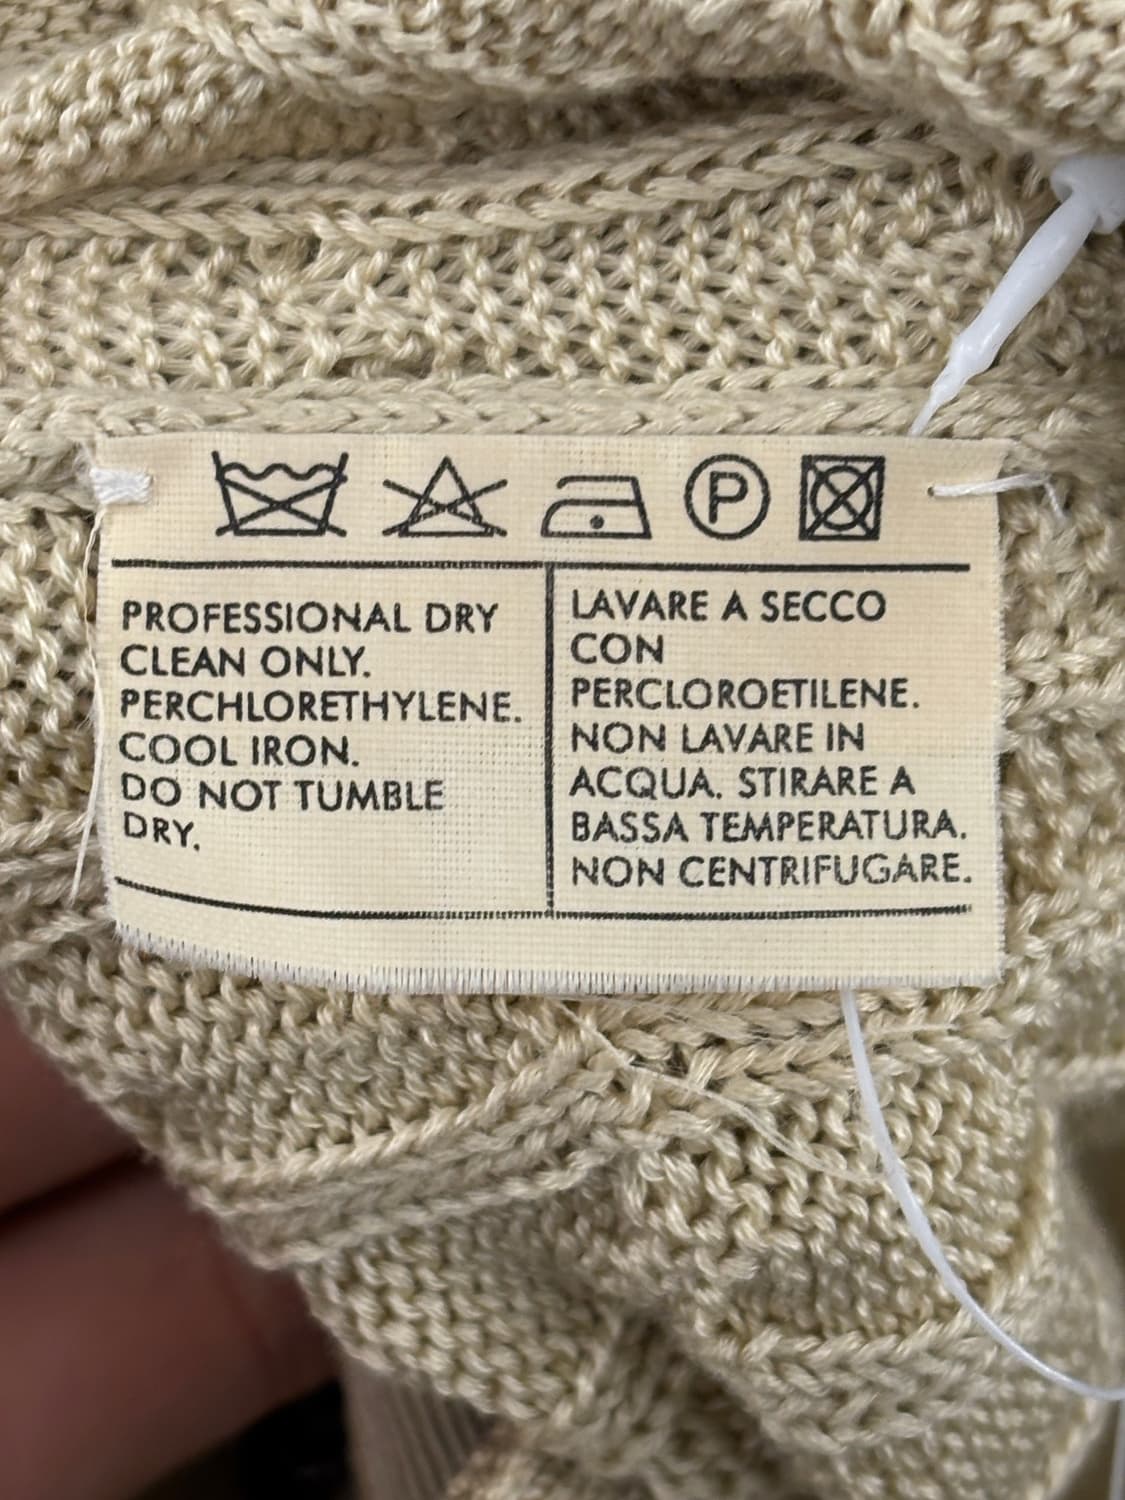 P
PROFESSIONAL DRY
CLEAN ONLY.
PERCHLORETHYLENE.
COOL IRON.
DO NOT TUMBLE
DRY.
LAVARE A SECCO
CON
PERCLOROETILENE.
NON LAVARE IN
ACQUA. STIRARE A
BASSA TEMPERATURA.
NON CENTRIFUGARE.